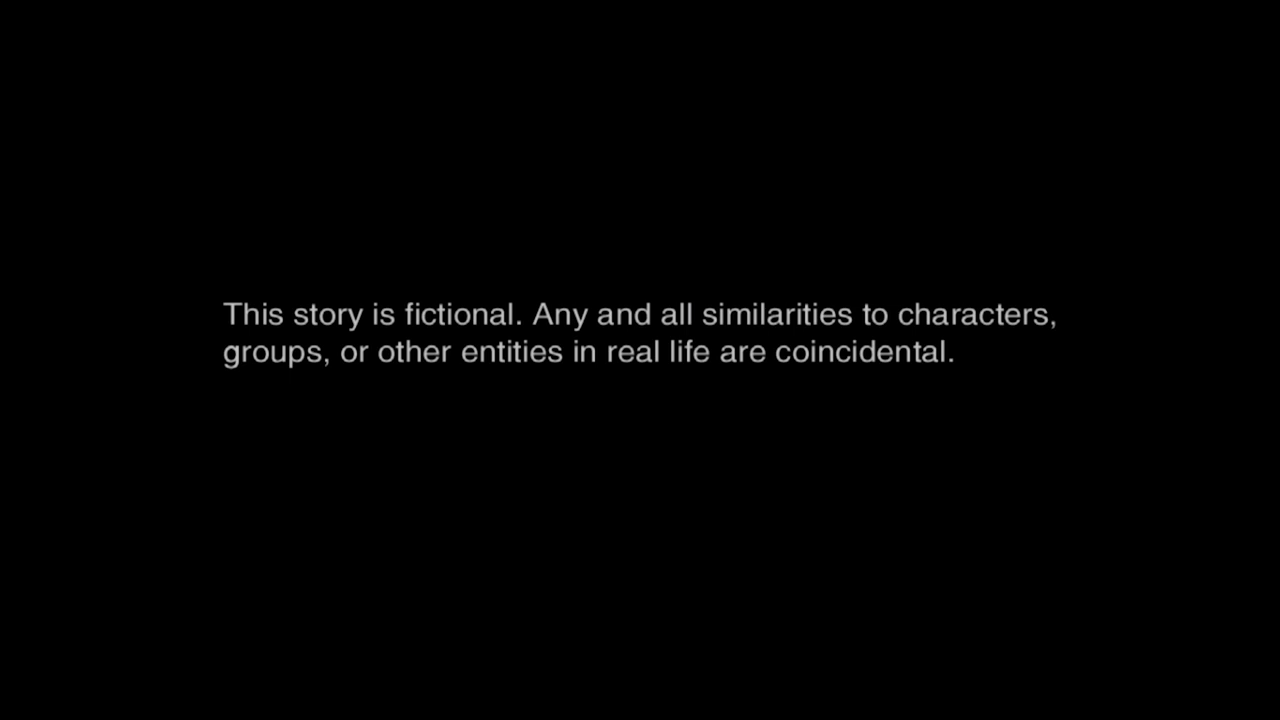 This story is fictional. Any and all similarities to characters,
groups, or other entities in real life are coincidental.